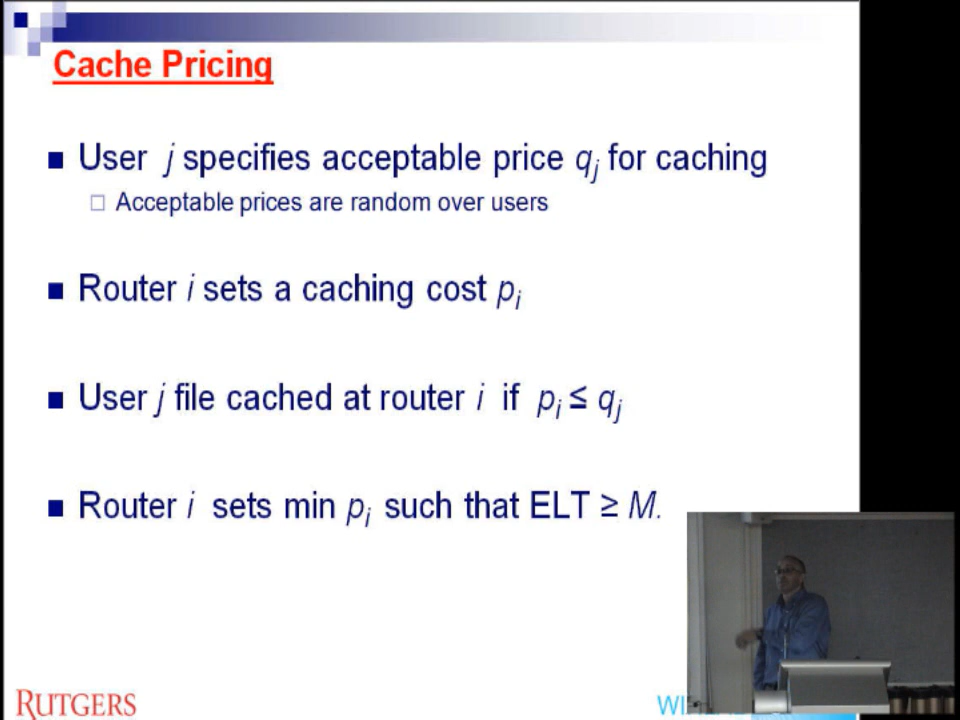 Cache Pricing
User j specifies acceptable price qj for caching
Acceptable prices are random over users
Router i sets a caching cost pi
User j file cached at router i if pi ≤ qj
Router i sets min pi such that ELT ≥ M.
RUTGERS